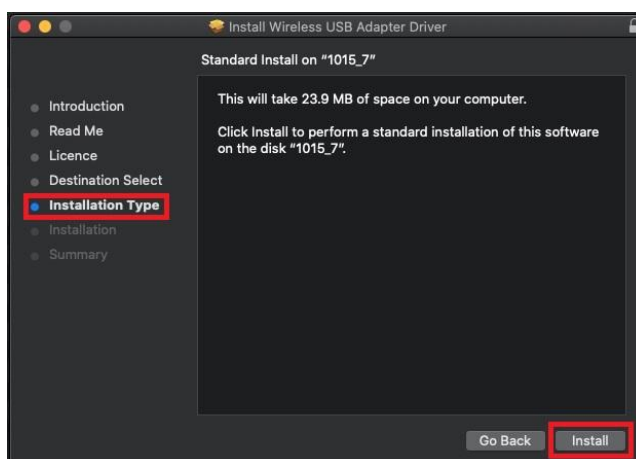 Install Wireless USB Adapter Driver
Standard Install on “1015_7”
Introduction
Read Me
Licence
Destination Select
Installation Type
Installation
Summary
This will take 23.9 MB of space on your computer.
Click Install to perform a standard installation of this software
on the disk “1015_7”.
Go Back
Install